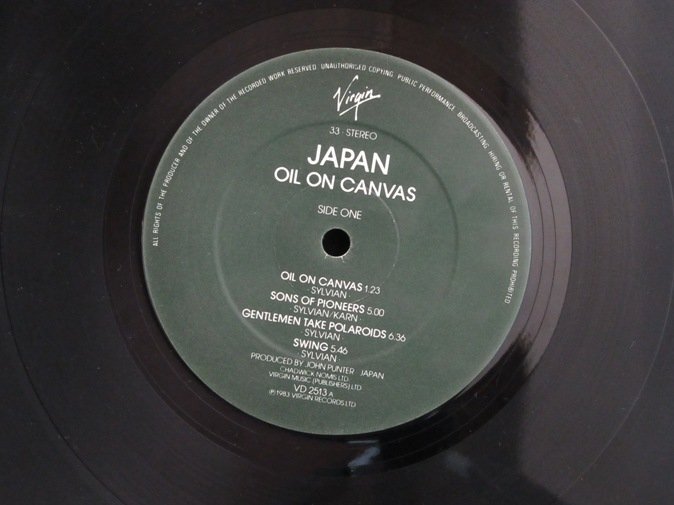 ALL RIGHTS OF THE PRODUCER AND OF THE OWNER OF THE RECORDED WORK RESERVED. UNAUTHORISED COPYING, PUBLIC PERFORMANCE, BROADCASTING, HIRING OR RENTAL OF THIS RECORDING PROHIBITED
Virgin
33 · STEREO
JAPAN
OIL ON CANVAS
SIDE ONE
OIL ON CANVAS 1.23
· SYLVIAN ·
SONS OF PIONEERS 5.00
· SYLVIAN/KARN ·
GENTLEMEN TAKE POLAROIDS 6.36
· SYLVIAN ·
SWING 5.46
· SYLVIAN ·
PRODUCED BY JOHN PUNTER · JAPAN
CHADWICK NOMIS LTD.
VIRGIN MUSIC (PUBLISHERS) LTD
VD 2513 A
℗ 1983 VIRGIN RECORDS LTD